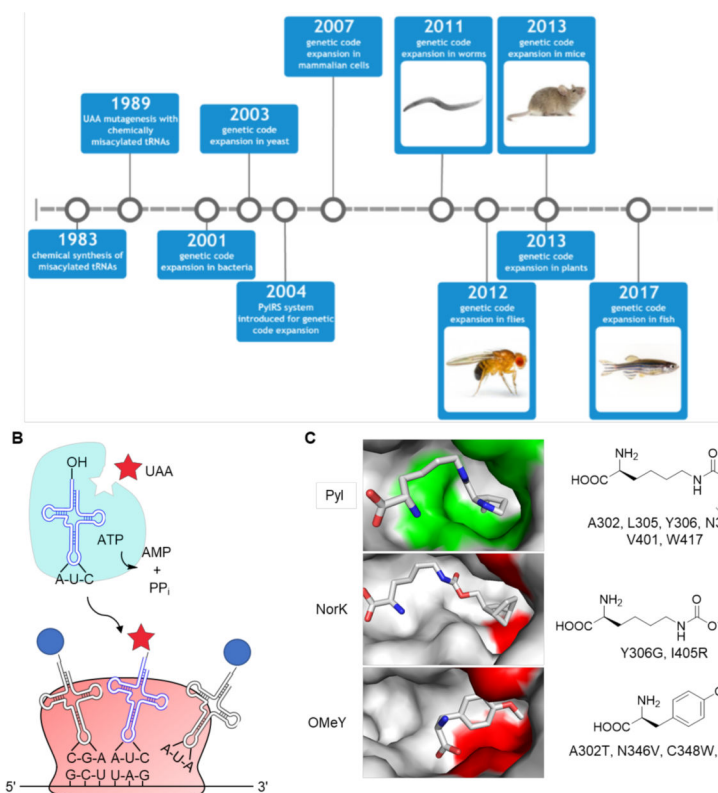 2007
genetic code
expansion in
mammalian cells
2011
genetic code
expansion in worms
2013
genetic code
expansion in mice
1989
UAA mutagenesis with
chemically
misacylated tRNAs
2003
genetic code
expansion in yeast
1983
chemical synthesis of
misacylated tRNAs
2001
genetic code
expansion in bacteria
2004
PylRS system
introduced for genetic
code expansion
2013
genetic code
expansion in plants
2012
genetic code
expansion in flies
2017
genetic code
expansion in fish
B
OH
UAA
ATP
AMP
+
PPi
A-U-C
C-G-A A-U-C
A-U-A
G-C-U U-A-G
5'
3'
C
Pyl
NH2
O
HOOC
N
H
A302, L305, Y306, N3
V401, W417
NorK
NH2
O
HOOC
N
H
O
Y306G, I405R
OMeY
NH2
HOOC
A302T, N346V, C348W,